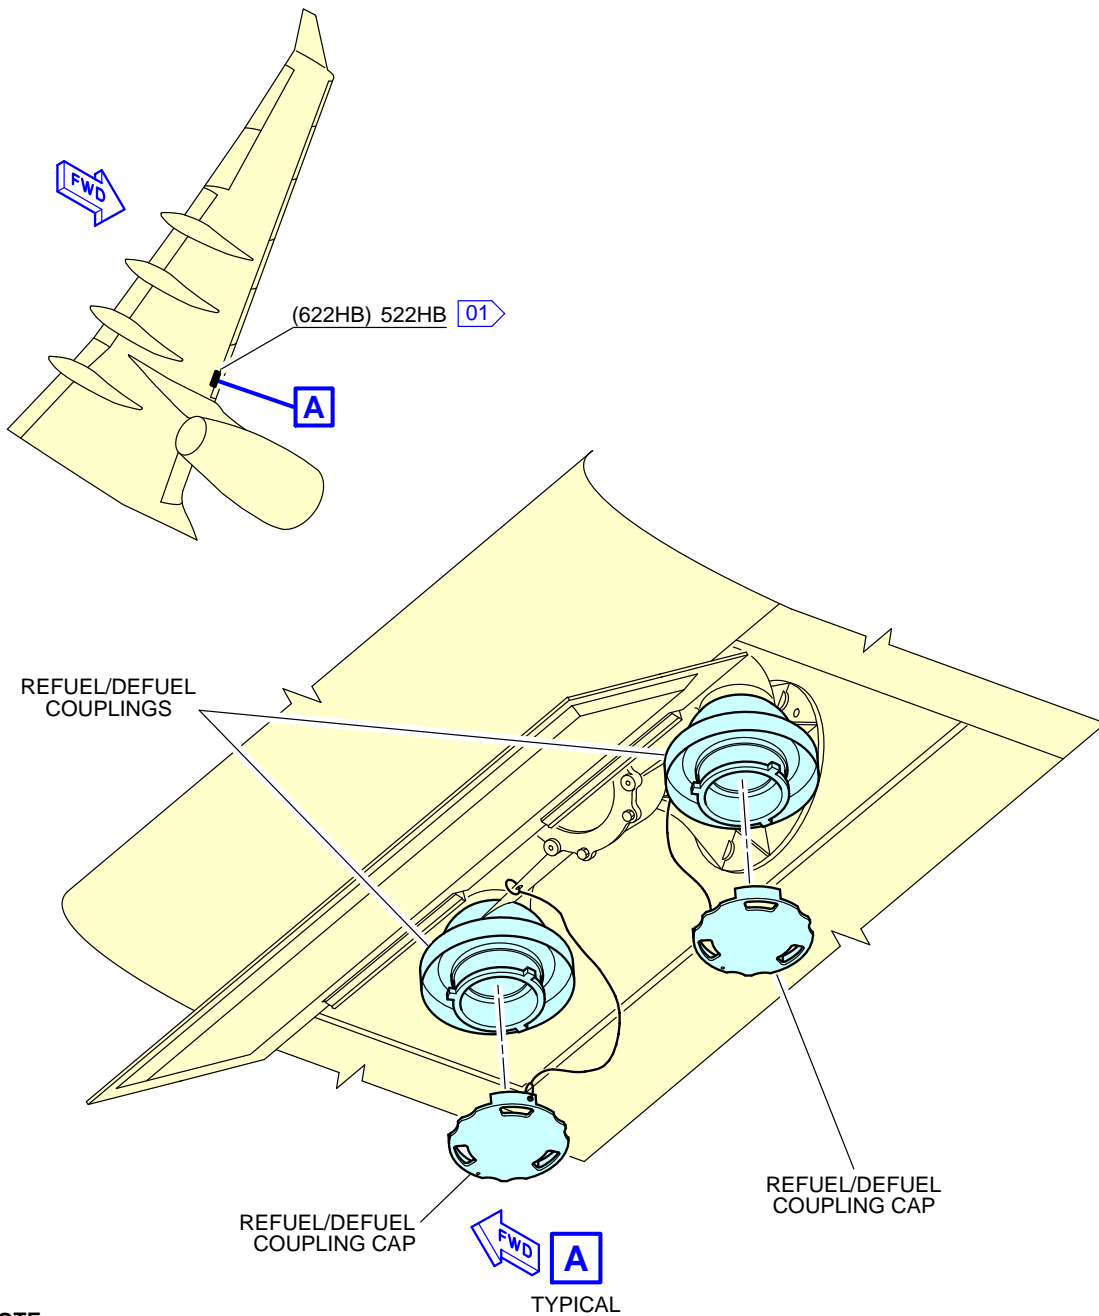 FWD
(622HB) 522HB 01
A
REFUEL/DEFUEL
COUPLINGS
REFUEL/DEFUEL
COUPLING CAP
REFUEL/DEFUEL
COUPLING CAP
FWD
A
TYPICAL